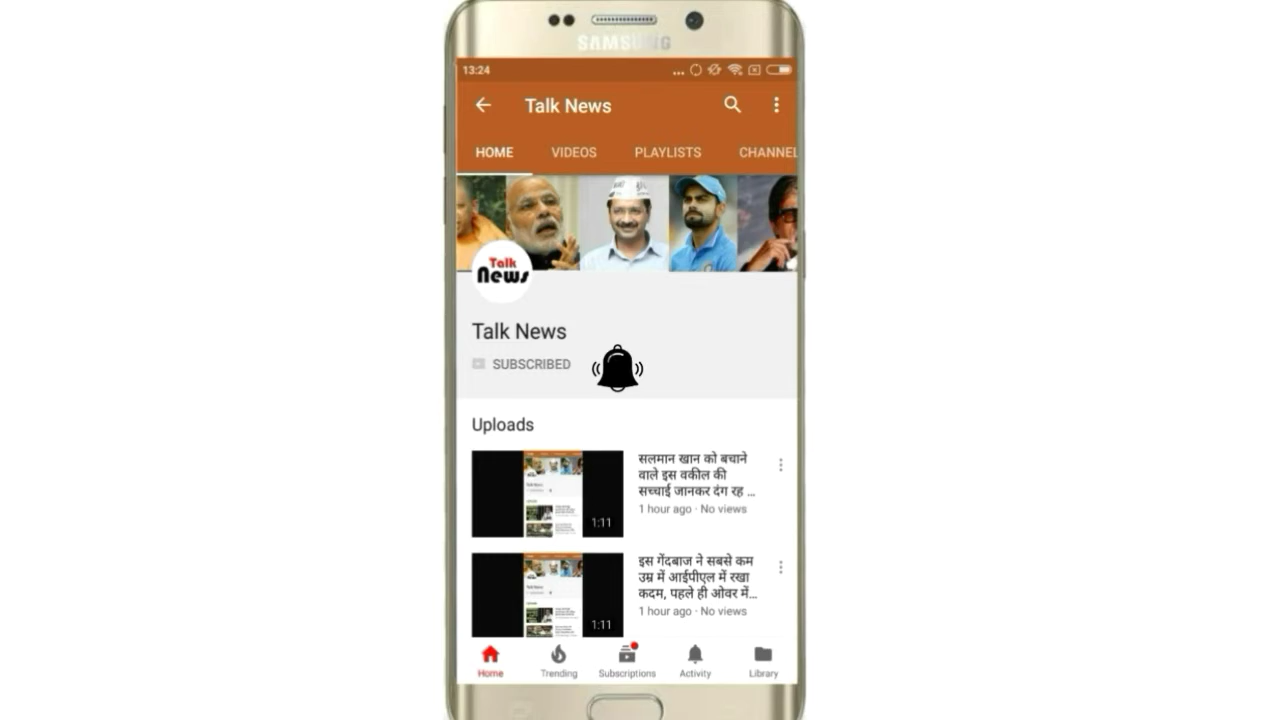 SAMSUNG
13:24
Talk News
HOME VIDEOS PLAYLISTS CHANNEL
Talk
News
Talk News
SUBSCRIBED
Uploads
सलमान खान को बचाने
वाले इस वकील की
सच्चाई जानकर दंग रह ...
1 hour ago · No views
1:11
इस गेंदबाज ने सबसे कम
उम्र में आईपीएल में रखा
कदम, पहले ही ओवर में...
1 hour ago · No views
1:11
Home Trending Subscriptions Activity Library